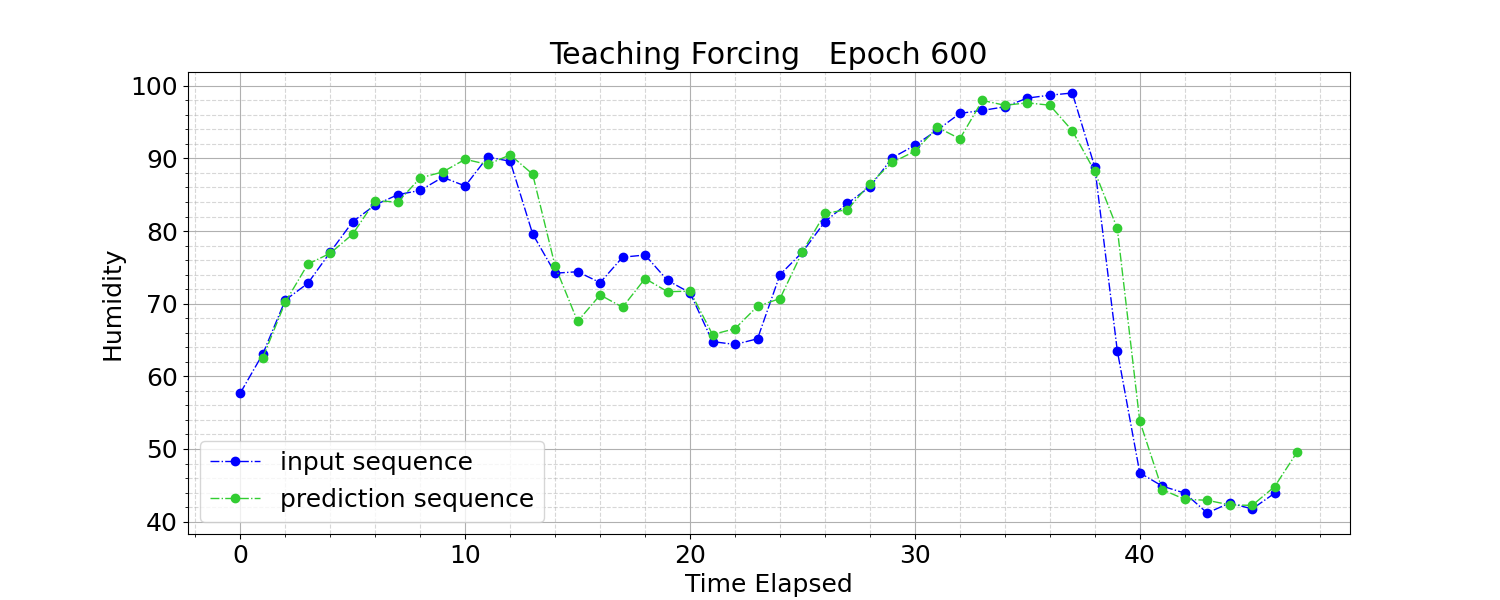 Teaching Forcing   Epoch 600
100
90
80
70
60
50
40
Humidity
input sequence
prediction sequence
0 10 20 30 40
Time Elapsed